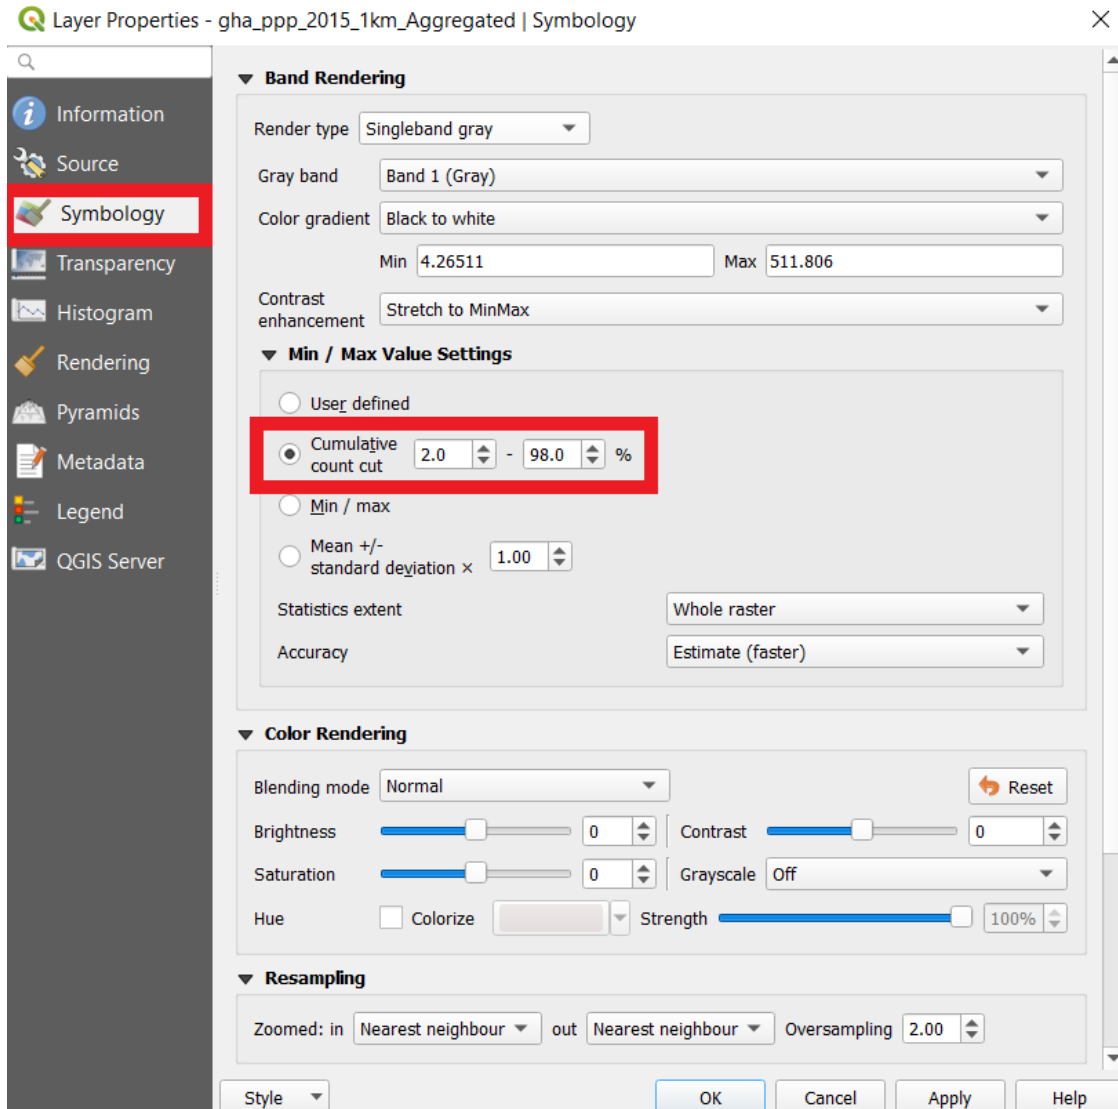 Layer Properties - gha_ppp_2015_1km_Aggregated | Symbology
Information
Source
Symbology
Transparency
Histogram
Rendering
Pyramids
Metadata
Legend
QGIS Server
Band Rendering
Render type Singleband gray
Gray band Band 1 (Gray)
Color gradient Black to white
Min 4.26511 Max 511.806
Contrast
enhancement Stretch to MinMax
Min / Max Value Settings
User defined
Cumulative
count cut 2.0 - 98.0 %
Min / max
Mean +/-
standard deviation × 1.00
Statistics extent Whole raster
Accuracy Estimate (faster)
Color Rendering
Blending mode Normal Reset
Brightness 0 Contrast 0
Saturation 0 Grayscale Off
Hue Colorize Strength 100%
Resampling
Zoomed: in Nearest neighbour out Nearest neighbour Oversampling 2.00
Style OK Cancel Apply Help